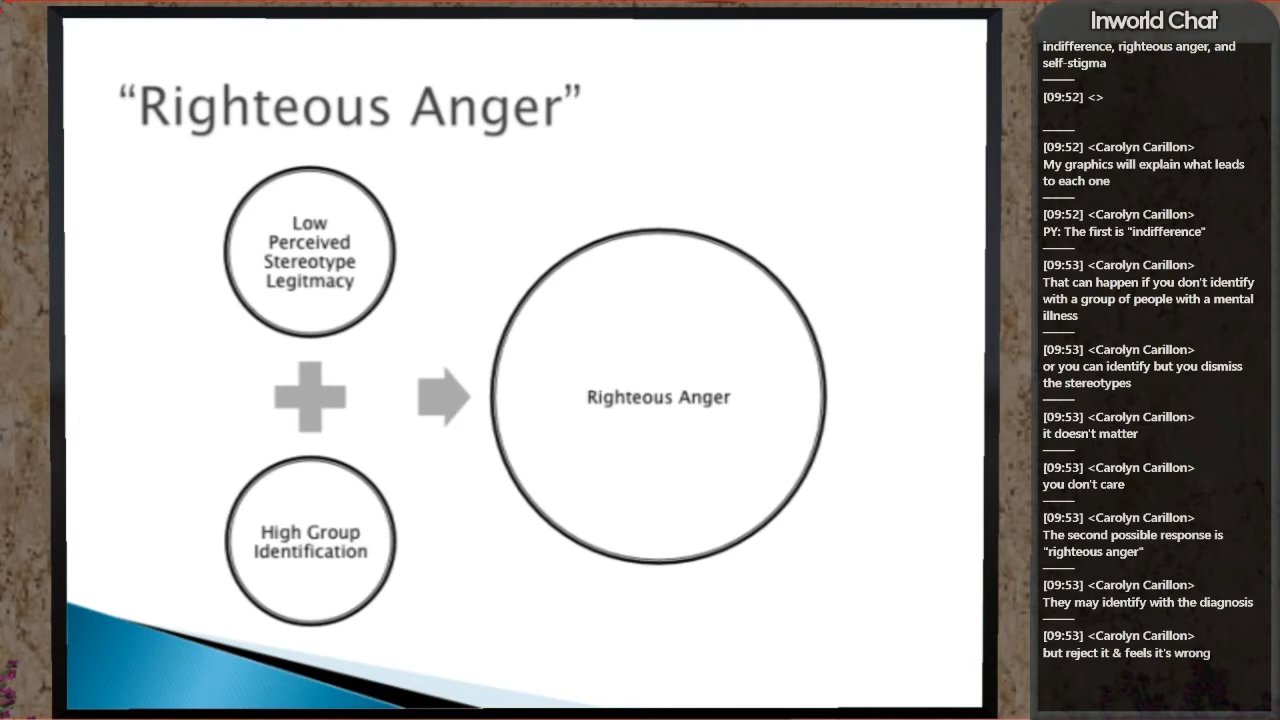 “Righteous Anger”
Low
Perceived
Stereotype
Legitmacy
High Group
Identification
Righteous Anger
Inworld Chat
indifference, righteous anger, and
self-stigma
[09:52] <>
[09:52] <Carolyn Carillon>
My graphics will explain what leads
to each one
[09:52] <Carolyn Carillon>
PY: The first is "indifference"
[09:53] <Carolyn Carillon>
That can happen if you don't identify
with a group of people with a mental
illness
[09:53] <Carolyn Carillon>
or you can identify but you dismiss
the stereotypes
[09:53] <Carolyn Carillon>
it doesn't matter
[09:53] <Carolyn Carillon>
you don't care
[09:53] <Carolyn Carillon>
The second possible response is
"righteous anger"
[09:53] <Carolyn Carillon>
They may identify with the diagnosis
[09:53] <Carolyn Carillon>
but reject it & feels it's wrong